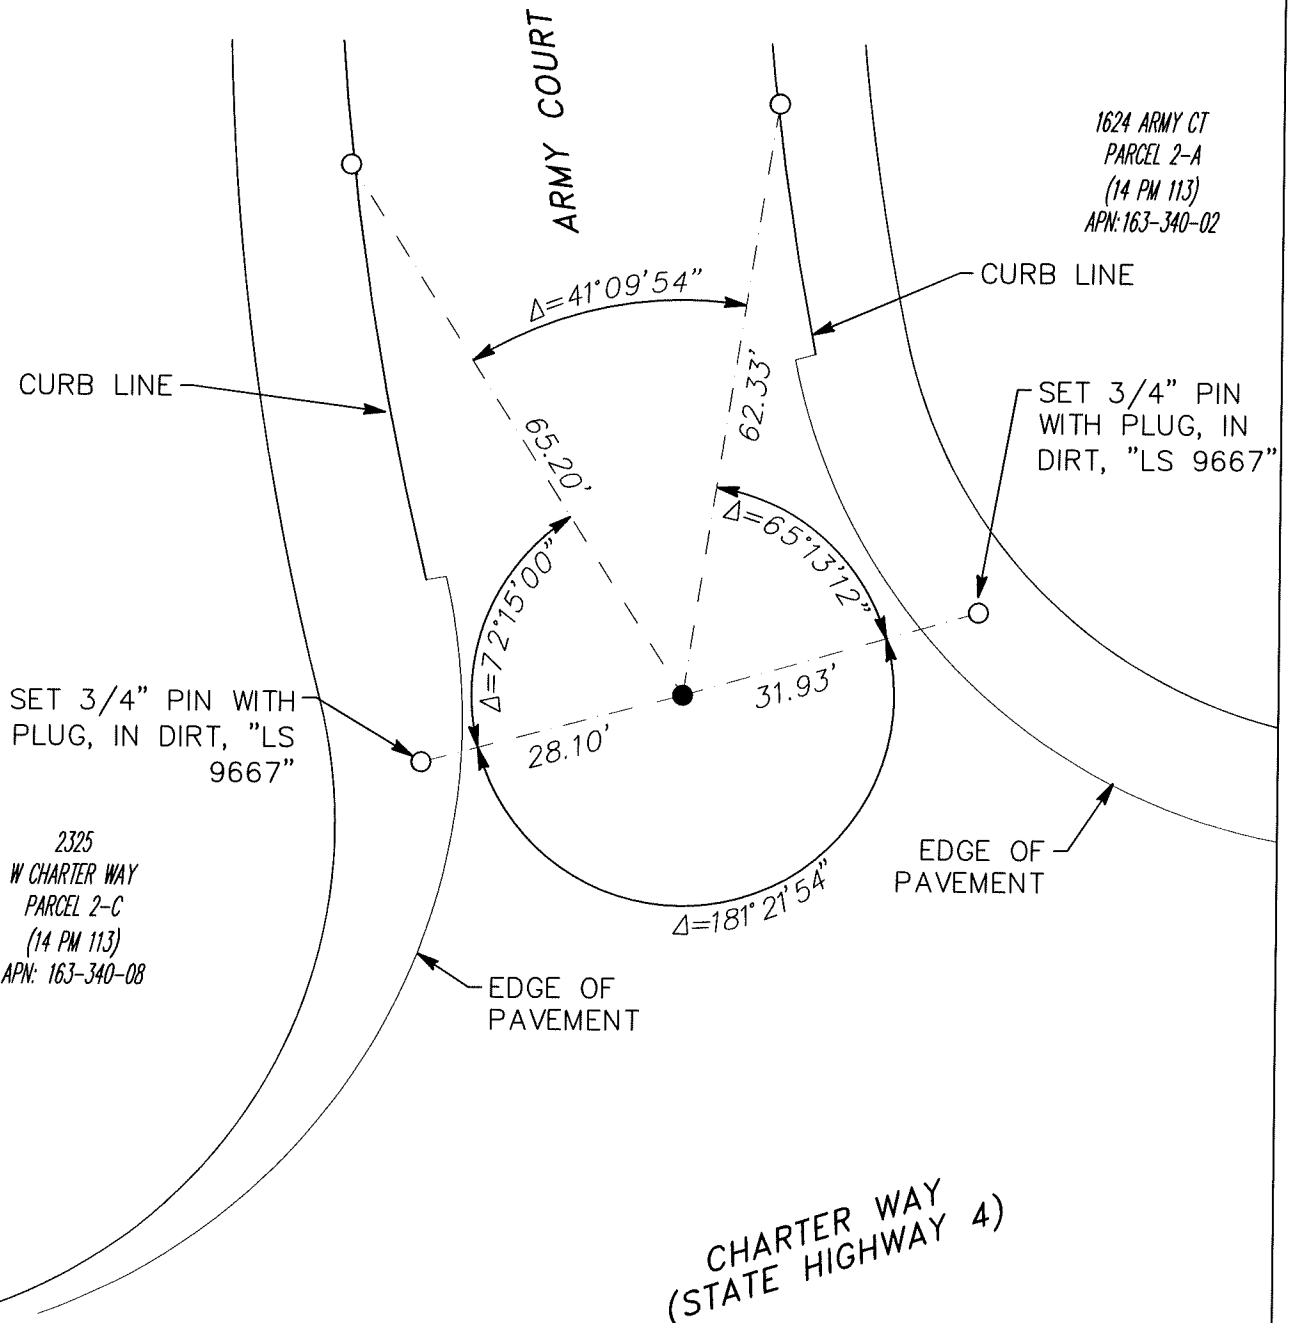 ARMY COURT
1624 ARMY CT
PARCEL 2-A
(14 PM 113)
APN: 163-340-02
CURB LINE
Δ=41°09'54"
CURB LINE
SET 3/4" PIN
WITH PLUG, IN
DIRT, "LS 9667"
65.20'
62.33'
Δ=72°15'00"
Δ=65°13'12"
SET 3/4" PIN WITH
PLUG, IN DIRT, "LS
9667"
28.10'
31.93'
2325
W CHARTER WAY
PARCEL 2-C
(14 PM 113)
APN: 163-340-08
EDGE OF
PAVEMENT
Δ=181°21'54"
EDGE OF
PAVEMENT
CHARTER WAY
(STATE HIGHWAY 4)